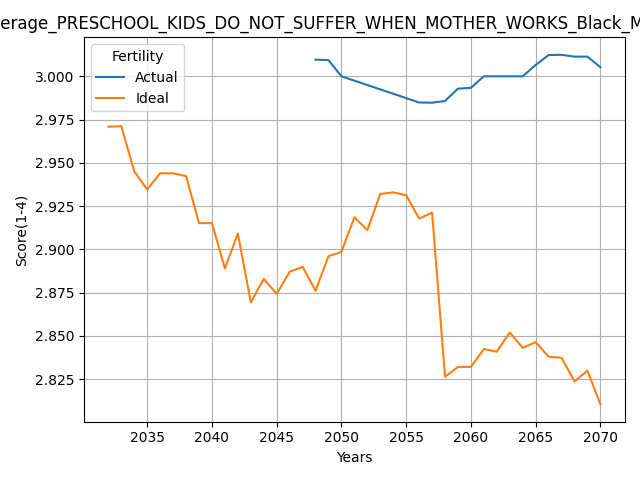 erage_PRESCHOOL_KIDS_DO_NOT_SUFFER_WHEN_MOTHER_WORKS_Black_M
Fertility
Actual
Ideal
3.000
2.975
2.950
2.925
2.900
2.875
2.850
2.825
Score(1-4)
2035 2040 2045 2050 2055 2060 2065 2070
Years